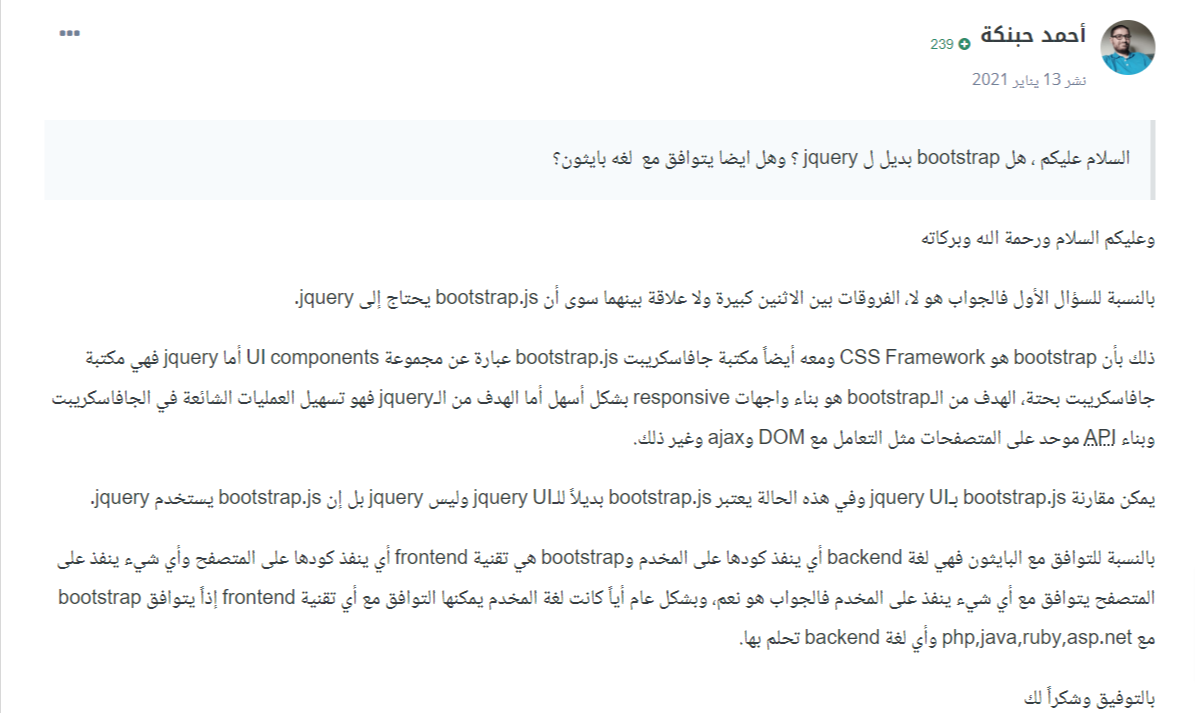 أحمد حبنكة
239
نشر 13 يناير 2021
السلام عليكم ، هل bootstrap بديل ل jquery ؟ وهل ايضا يتوافق مع لغه بايثون؟
وعليكم السلام ورحمة الله وبركاته
بالنسبة للسؤال الأول فالجواب هو لا، الفروقات بين الاثنين كبيرة ولا علاقة بينهما سوى أن bootstrap.js يحتاج إلى jquery.
ذلك بأن bootstrap هو CSS Framework ومعه أيضاً مكتبة جافاسكريبت bootstrap.js عبارة عن مجموعة UI components أما jquery فهي مكتبة
جافاسكريبت بحتة، الهدف من الـbootstrap هو بناء واجهات responsive بشكل أسهل أما الهدف من الـjquery فهو تسهيل العمليات الشائعة في الجافاسكريبت
وبناء API موحد على المتصفحات مثل التعامل مع DOM وajax وغير ذلك.
يمكن مقارنة bootstrap.js بـjquery UI وفي هذه الحالة يعتبر bootstrap.js بديلاً للـjquery UI وليس jquery بل إن bootstrap.js يستخدم jquery.
بالنسبة للتوافق مع البايثون فهي لغة backend أي ينفذ كودها على المخدم وbootstrap هي تقنية frontend أي ينفذ كودها على المتصفح وأي شيء ينفذ على
المتصفح يتوافق مع أي شيء ينفذ على المخدم فالجواب هو نعم، وبشكل عام أياً كانت لغة المخدم يمكنها التوافق مع أي تقنية frontend إذاً يتوافق bootstrap
مع php,java,ruby,asp.net وأي لغة backend تحلم بها.
بالتوفيق وشكراً لك